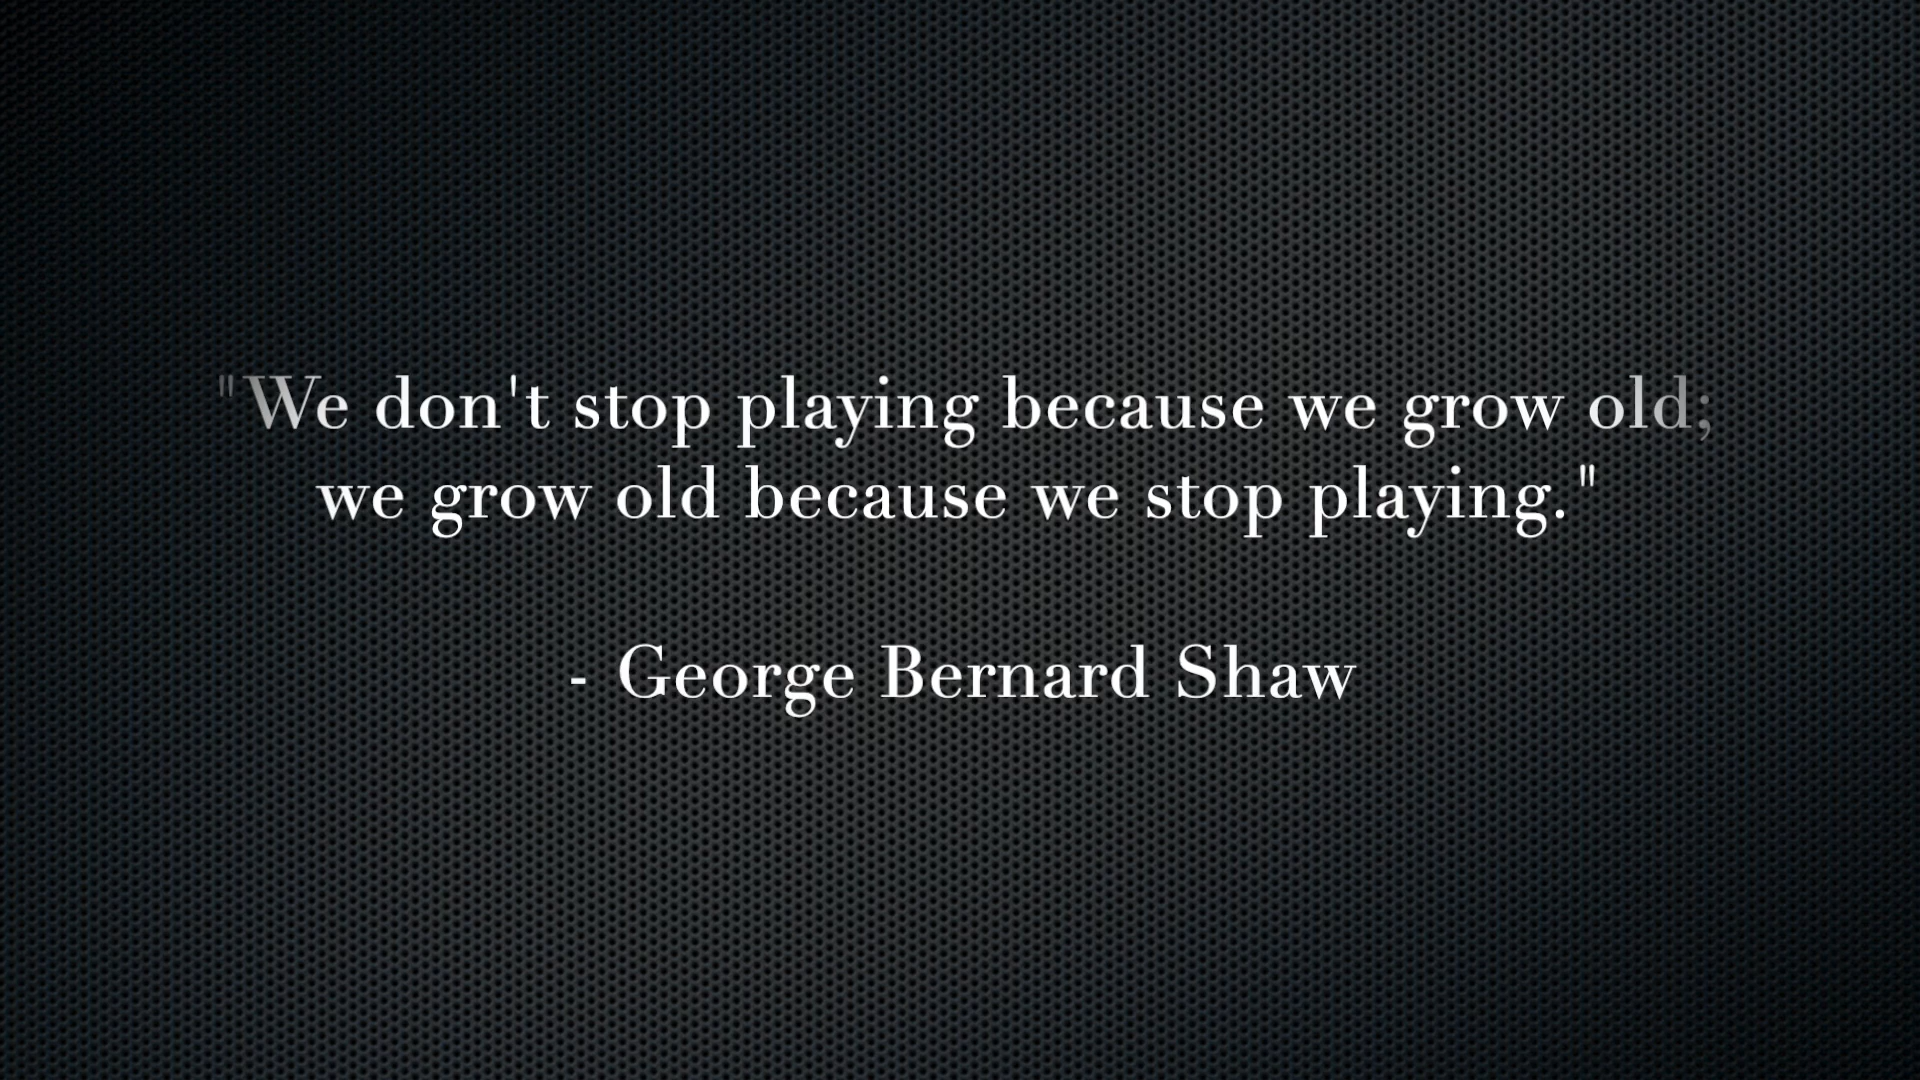 "We don't stop playing because we grow old;
we grow old because we stop playing."
- George Bernard Shaw